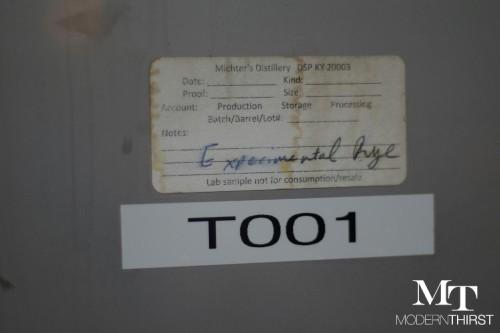 Michter's Distillery DSP KY 20003
Date: Kind:
Proof: Size:
Account: Production Storage Processing
Batch/Barrel/Lot#:
Notes:
Experimental Rye
Lab sample not for consumption/resale
T001
MT
MODERNTHIRST